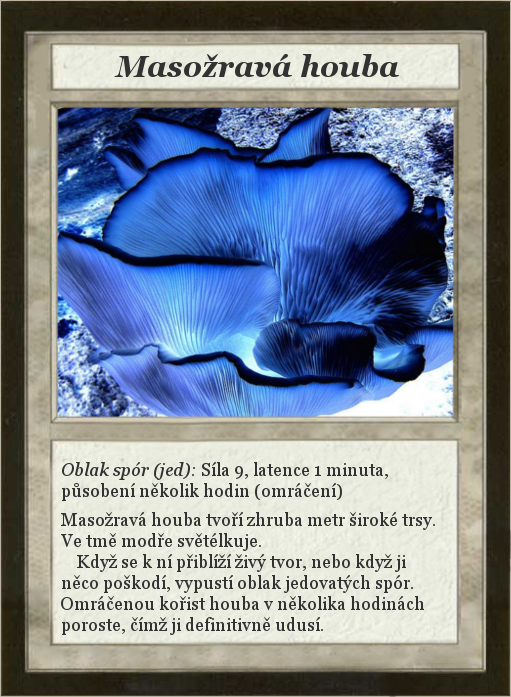 Masožravá houba
Oblak spór (jed): Síla 9, latence 1 minuta,
působení několik hodin (omráčení)
Masožravá houba tvoří zhruba metr široké trsy.
Ve tmě modře světélkuje.
Když se k ní přiblíží živý tvor, nebo když ji
něco poškodí, vypustí oblak jedovatých spór.
Omráčenou kořist houba v několika hodinách
poroste, čímž ji definitivně udusí.